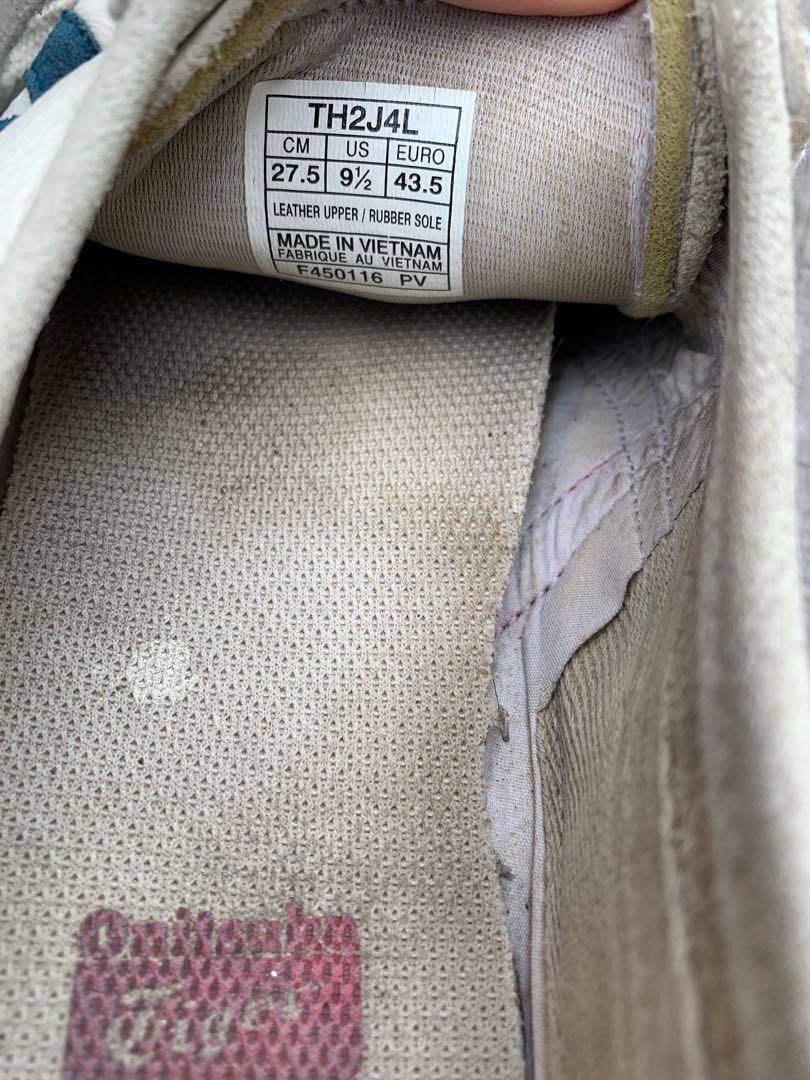 TH2J4L
CM US EURO
27.5 9½ 43.5
LEATHER UPPER / RUBBER SOLE
MADE IN VIETNAM
FABRIQUE AU VIETNAM
F450116 PV
Onitsuka
Tiger